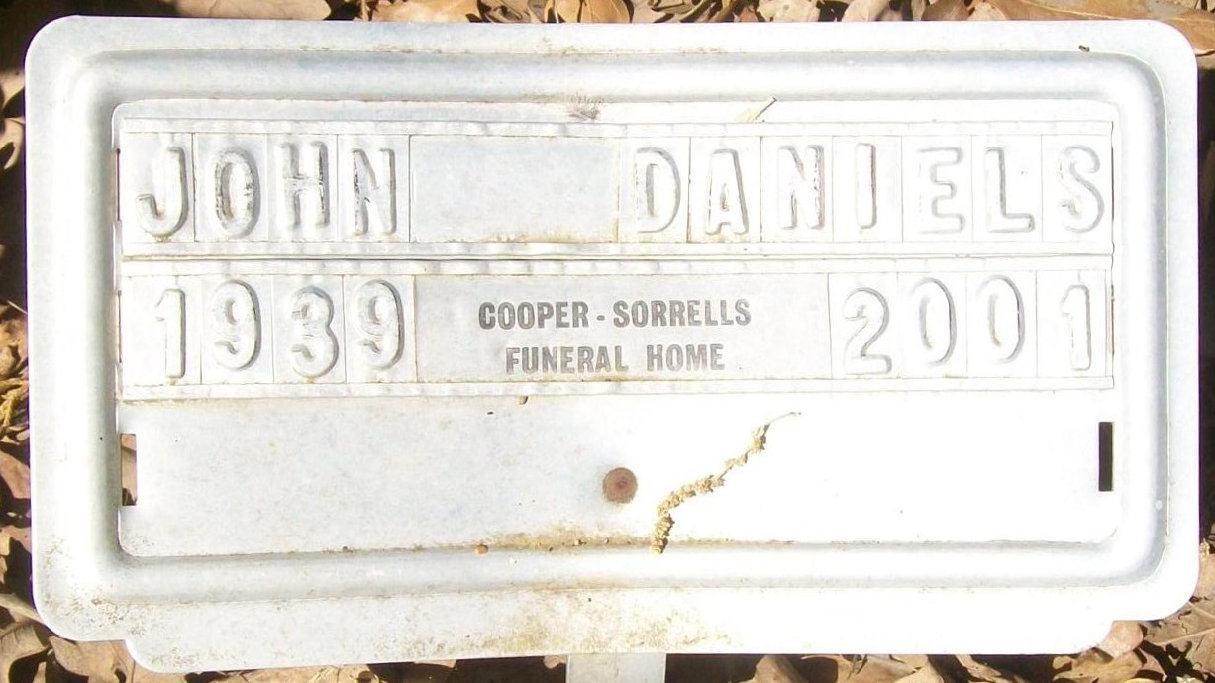 JOHN DANIELS
1939 COOPER-SORRELLS 2001
FUNERAL HOME